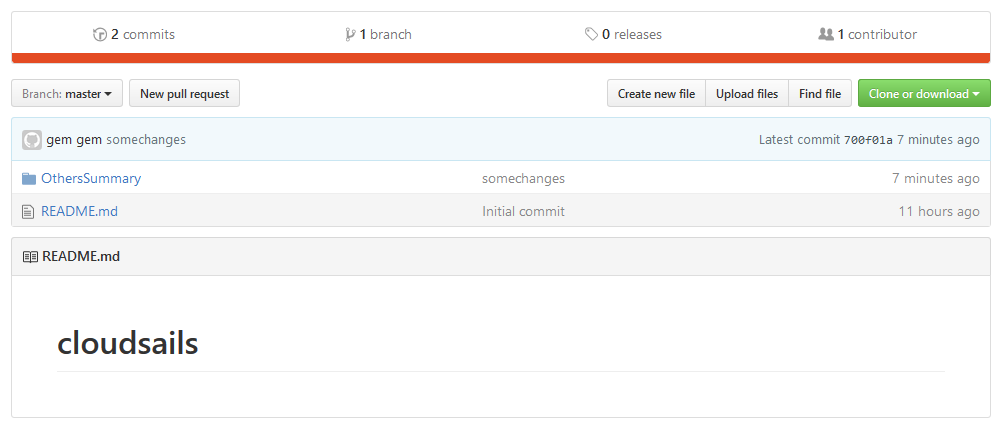 2 commits 1 branch 0 releases 1 contributor
Branch: master New pull request Create new file Upload files Find file Clone or download
gem gem somechanges Latest commit 700f01a 7 minutes ago
OthersSummary somechanges 7 minutes ago
README.md Initial commit 11 hours ago
README.md
cloudsails